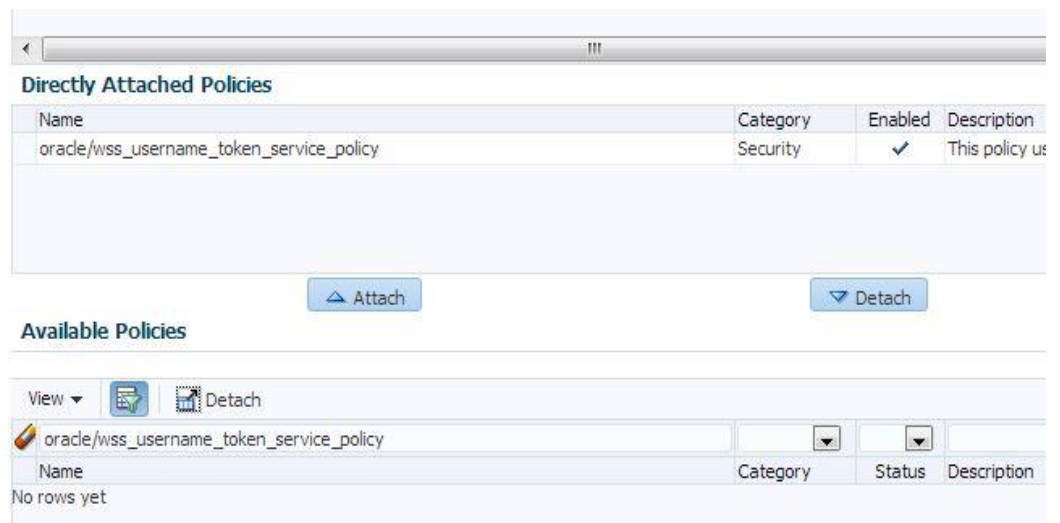 Directly Attached Policies
Name Category Enabled Description
oracle/wss_username_token_service_policy Security This policy us
Attach Detach
Available Policies
View Detach
oracle/wss_username_token_service_policy
Name Category Status Description
No rows yet